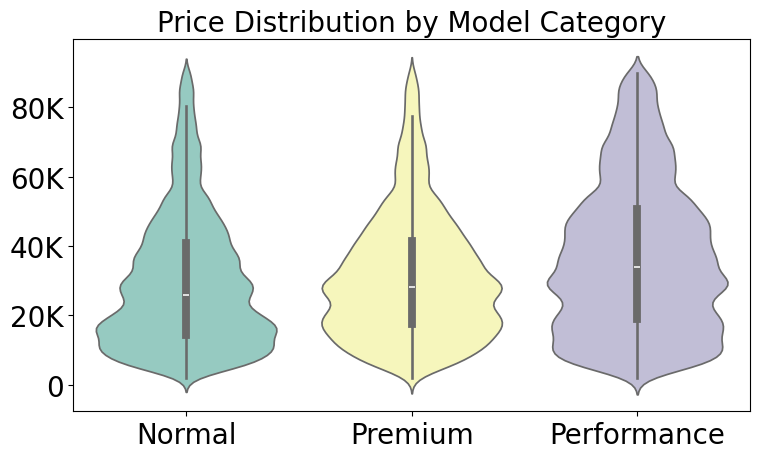 Price Distribution by Model Category
80K
60K
40K
20K
0
Normal
Premium
Performance